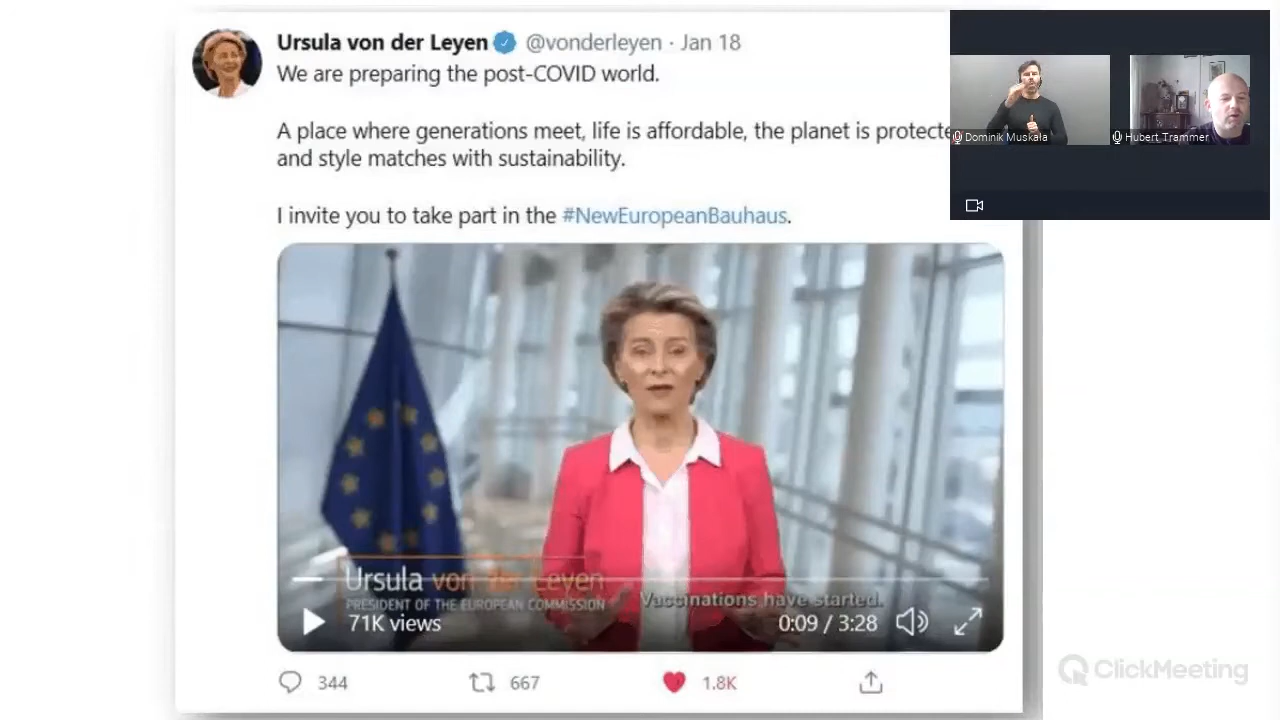 Ursula von der Leyen @vonderleyen · Jan 18
We are preparing the post-COVID world.
A place where generations meet, life is affordable, the planet is protecte
and style matches with sustainability.
I invite you to take part in the #NewEuropeanBauhaus.
Dominik Muskała
Hubert Trammer
Ursula von der Leyen
PRESIDENT OF THE EUROPEAN COMMISSION
Vaccinations have started.
71K views
0:09 / 3:28
344
667
1.8K
ClickMeeting